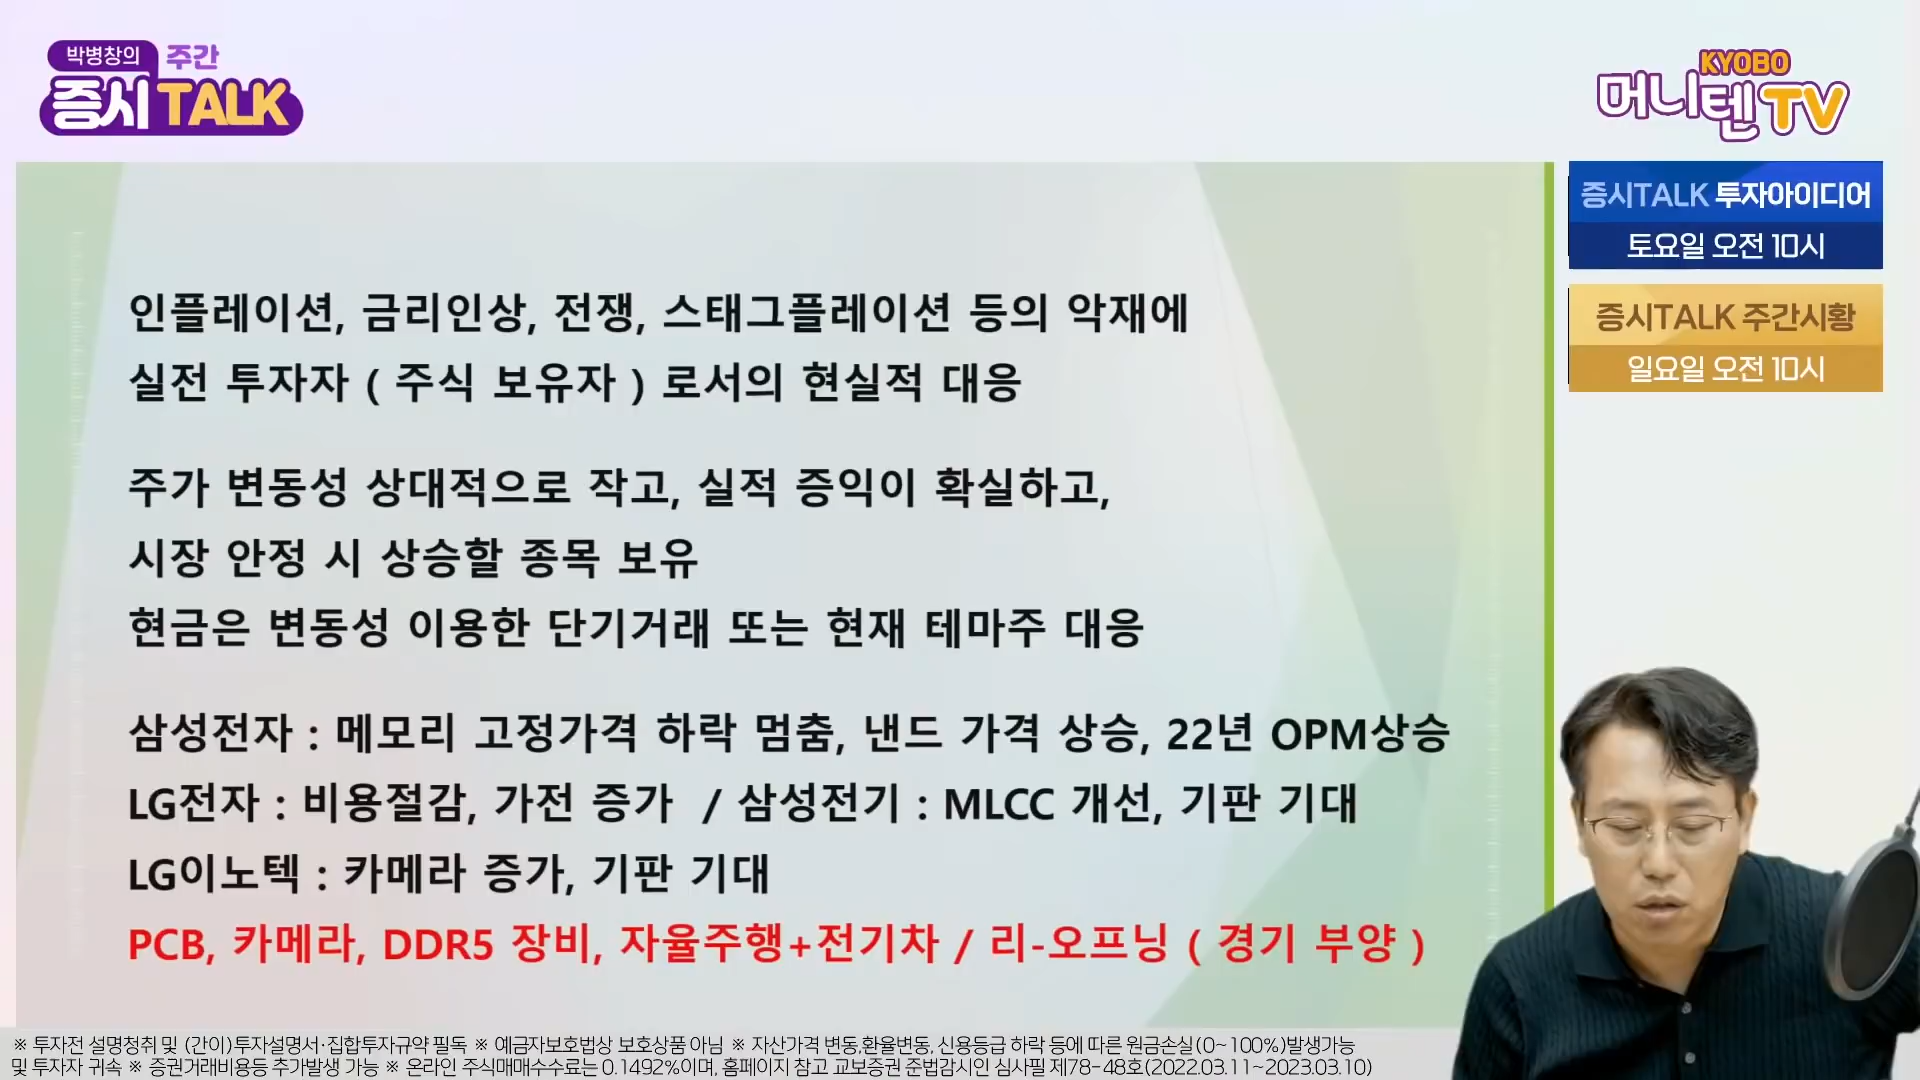 박병창의 주간
증시 TALK
KYOBO
머니텐 TV
증시TALK 투자아이디어
토요일 오전 10시
증시TALK 주간시황
일요일 오전 10시
인플레이션, 금리인상, 전쟁, 스태그플레이션 등의 악재에
실전 투자자 ( 주식 보유자 ) 로서의 현실적 대응
주가 변동성 상대적으로 작고, 실적 증익이 확실하고,
시장 안정 시 상승할 종목 보유
현금은 변동성 이용한 단기거래 또는 현재 테마주 대응
삼성전자 : 메모리 고정가격 하락 멈춤, 낸드 가격 상승, 22년 OPM상승
LG전자 : 비용절감, 가전 증가 / 삼성전기 : MLCC 개선, 기판 기대
LG이노텍 : 카메라 증가, 기판 기대
PCB, 카메라, DDR5 장비, 자율주행+전기차 / 리-오프닝 ( 경기 부양 )
※ 투자전 설명청취 및 (간이)투자설명서·집합투자규약 필독 ※ 예금자보호법상 보호상품 아님 ※ 자산가격 변동,환율변동, 신용등급 하락 등에 따른 원금손실(0~100%)발생가능
및 투자자 귀속 ※ 증권거래비용등 추가발생 가능 ※ 온라인 주식매매수수료는 0.1492%이며, 홈페이지 참고 교보증권 준법감시인 심사필 제78-48호(2022.03.11~2023.03.10)